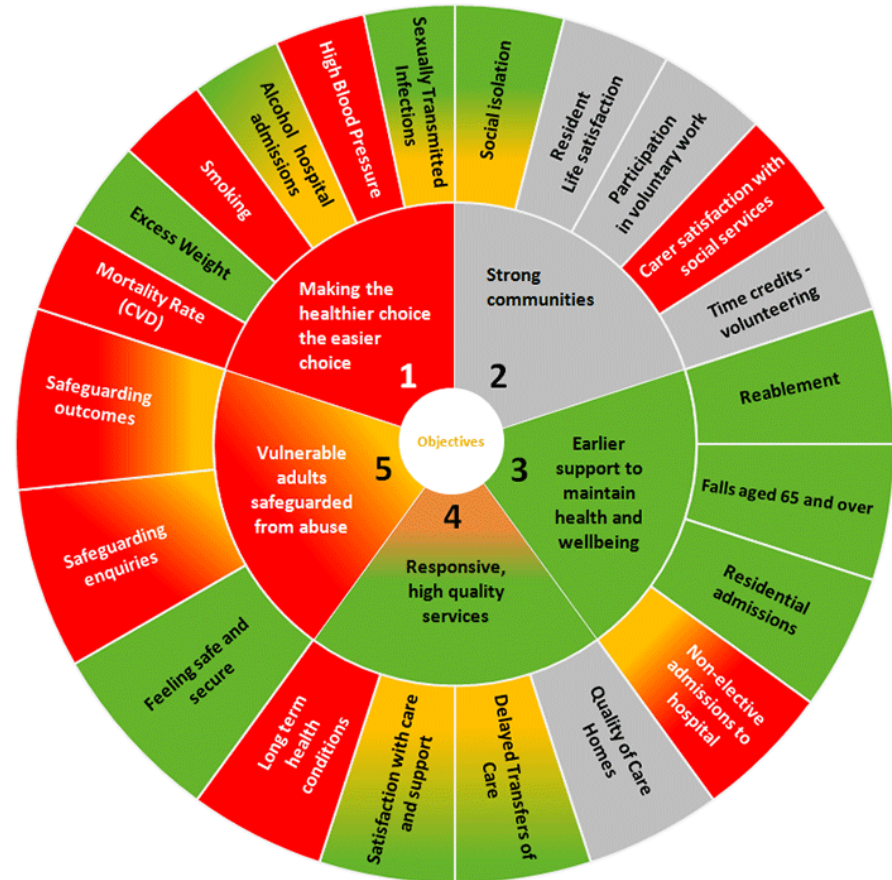 Objectives
Making the
healthier choice
the easier
choice
1
Strong
communities
2
3
Earlier
support to
maintain
health and
wellbeing
4
Responsive,
high quality
services
5
Vulnerable
adults
safeguarded
from abuse
Social isolation
Resident
Life satisfaction
Participation
in voluntary work
Carer satisfaction with
social services
Time credits -
volunteering
Reablement
Falls aged 65 and over
Residential
admissions
Non-elective
admissions to
hospital
Quality of Care
Homes
Delayed Transfers of
Care
Satisfaction with care
and support
Long term
health
conditions
Feeling safe and
secure
Safeguarding
enquiries
Safeguarding
outcomes
Mortality Rate
(CVD)
Excess Weight
Smoking
Alcohol hospital
admissions
High Blood Pressure
Sexually Transmitted
Infections